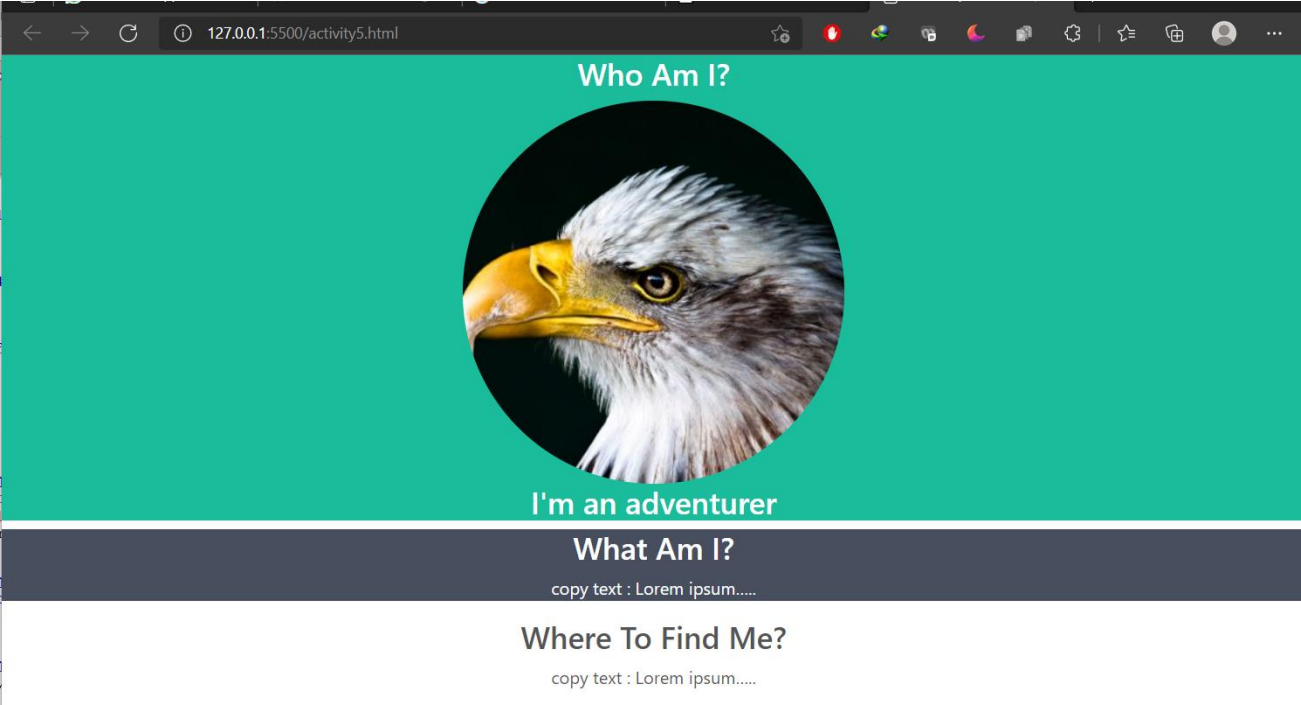 127.0.0.1:5500/activity5.html
Who Am I?
I'm an adventurer
What Am I?
copy text : Lorem ipsum.....
Where To Find Me?
copy text : Lorem ipsum.....